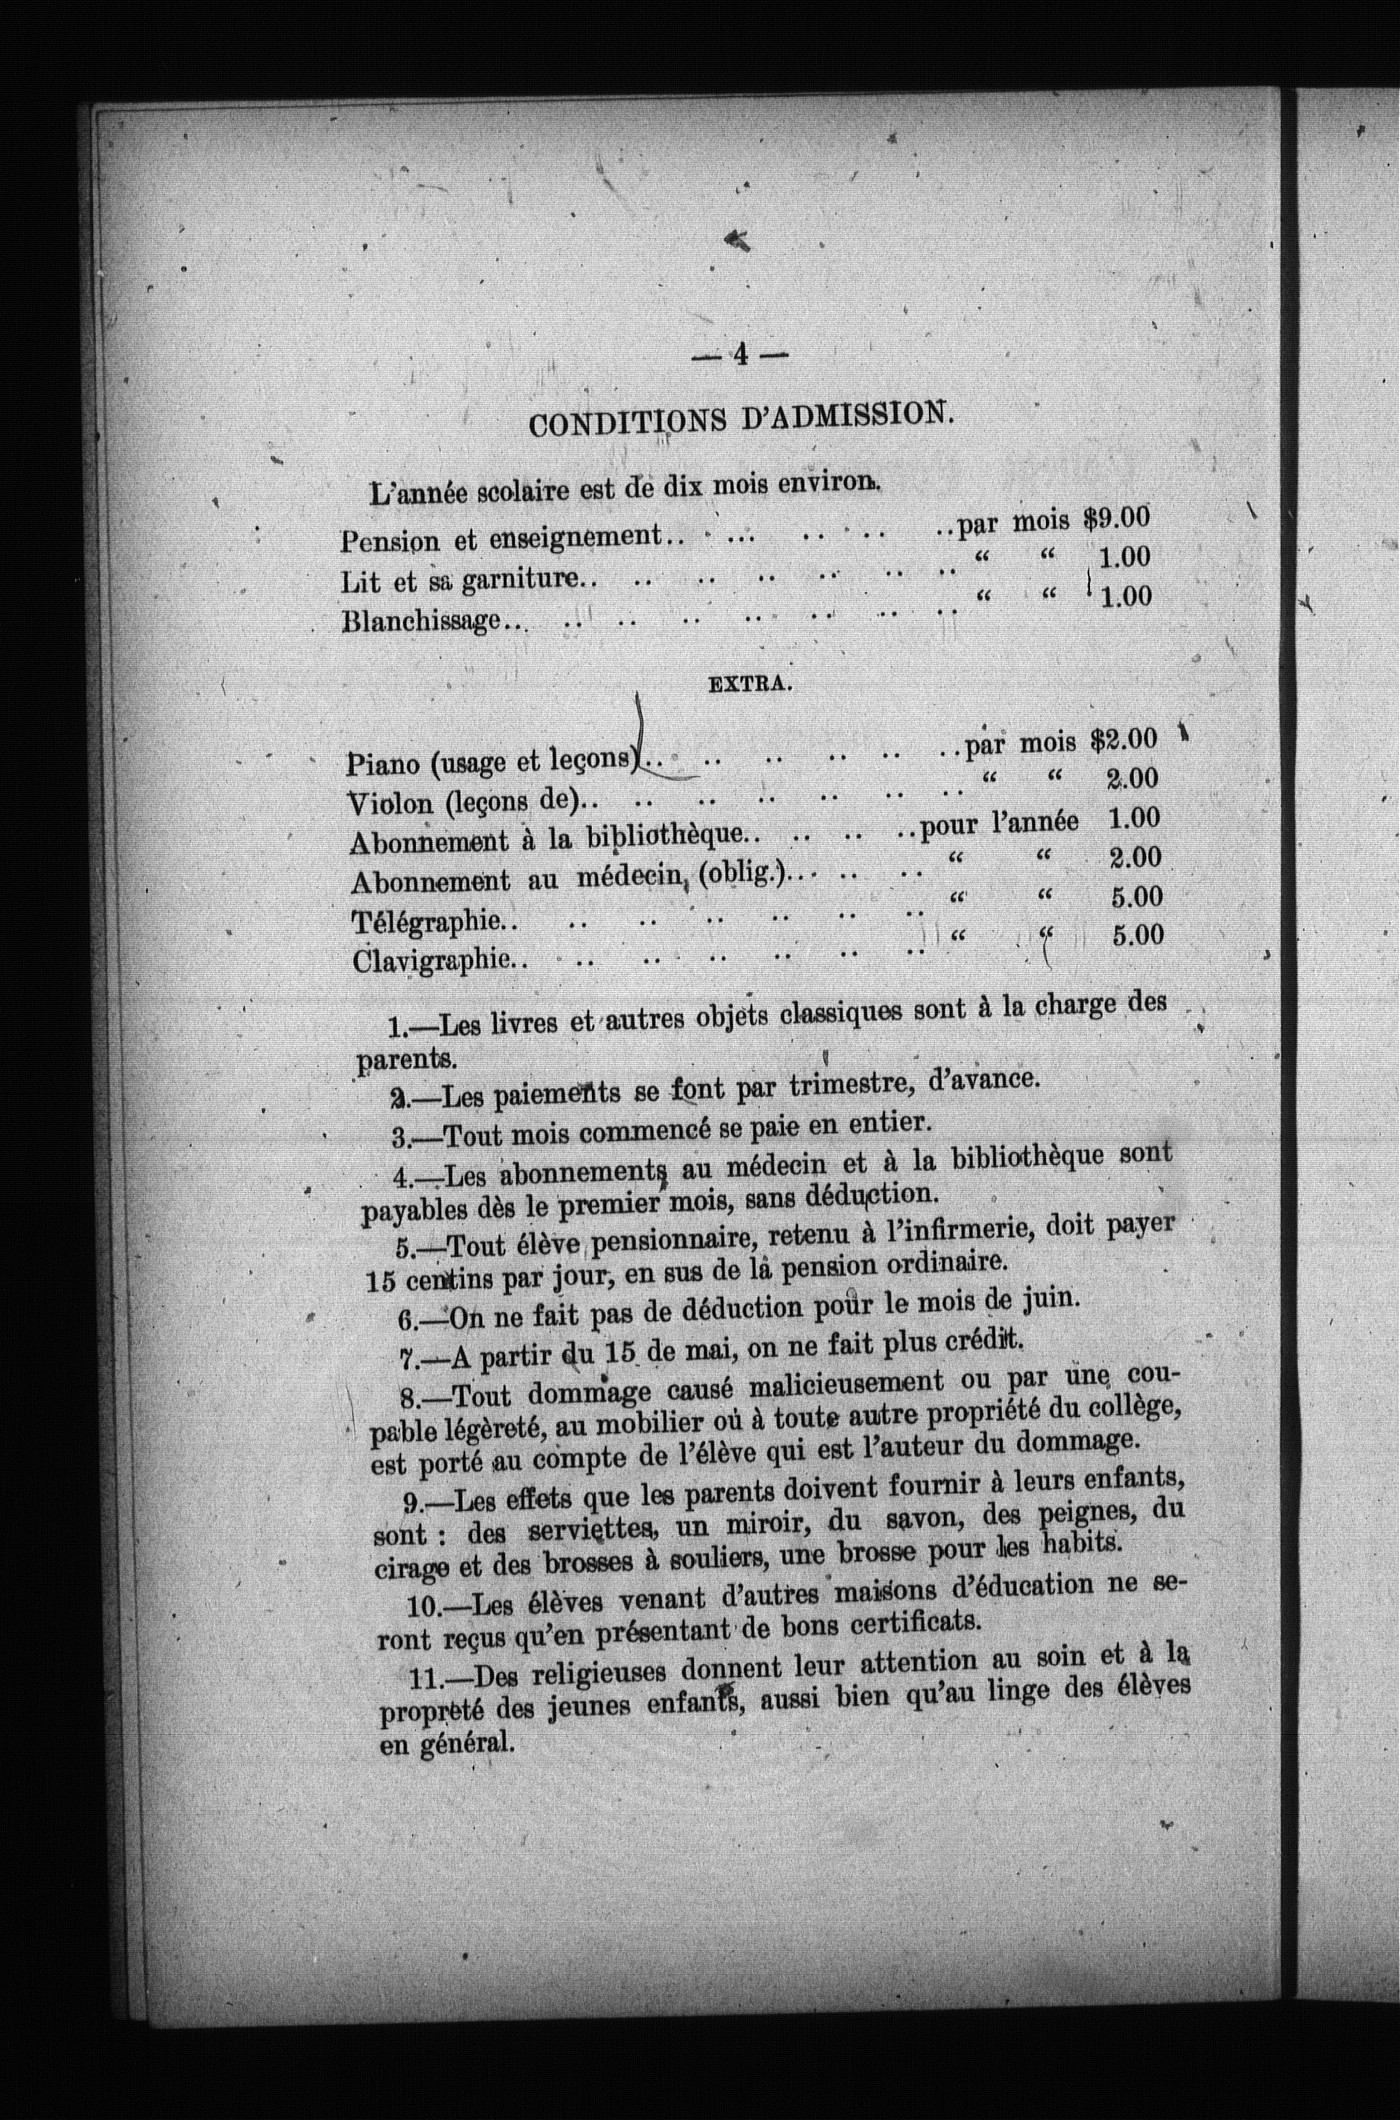 — 4 —
CONDITIONS D'ADMISSION.
L'année scolaire est de dix mois environ.
Pension et enseignement.. .. ... .. .. ..par mois $9.00
Lit et sa garniture.. .. .. .. .. .. .. “ “ 1.00
Blanchissage.. .. .. .. .. .. .. .. “ “ 1.00
EXTRA.
Piano (usage et leçons).. .. .. .. .. ..par mois $2.00
Violon (leçons de).. .. .. .. .. .. .. “ “ 2.00
Abonnement à la bibliothèque.. .. .. ..pour l'année 1.00
Abonnement au médecin, (oblig.)... .. .. “ “ 2.00
Télégraphie.. .. .. .. .. .. .. “ “ 5.00
Clavigraphie.. .. .. .. .. .. .. “ “ 5.00
1.—Les livres et autres objets classiques sont à la charge des
parents.
2.—Les paiements se font par trimestre, d'avance.
3.—Tout mois commencé se paie en entier.
4.—Les abonnements au médecin et à la bibliothèque sont
payables dès le premier mois, sans déduction.
5.—Tout élève pensionnaire, retenu à l'infirmerie, doit payer
15 centins par jour, en sus de la pension ordinaire.
6.—On ne fait pas de déduction pour le mois de juin.
7.—A partir du 15 de mai, on ne fait plus crédit.
8.—Tout dommage causé malicieusement ou par une cou-
pable légèreté, au mobilier où à toute autre propriété du collège,
est porté au compte de l'élève qui est l'auteur du dommage.
9.—Les effets que les parents doivent fournir à leurs enfants,
sont : des serviettes, un miroir, du savon, des peignes, du
cirage et des brosses à souliers, une brosse pour les habits.
10.—Les élèves venant d'autres maisons d'éducation ne se-
ront reçus qu'en présentant de bons certificats.
11.—Des religieuses donnent leur attention au soin et à la
propreté des jeunes enfants, aussi bien qu'au linge des élèves
en général.